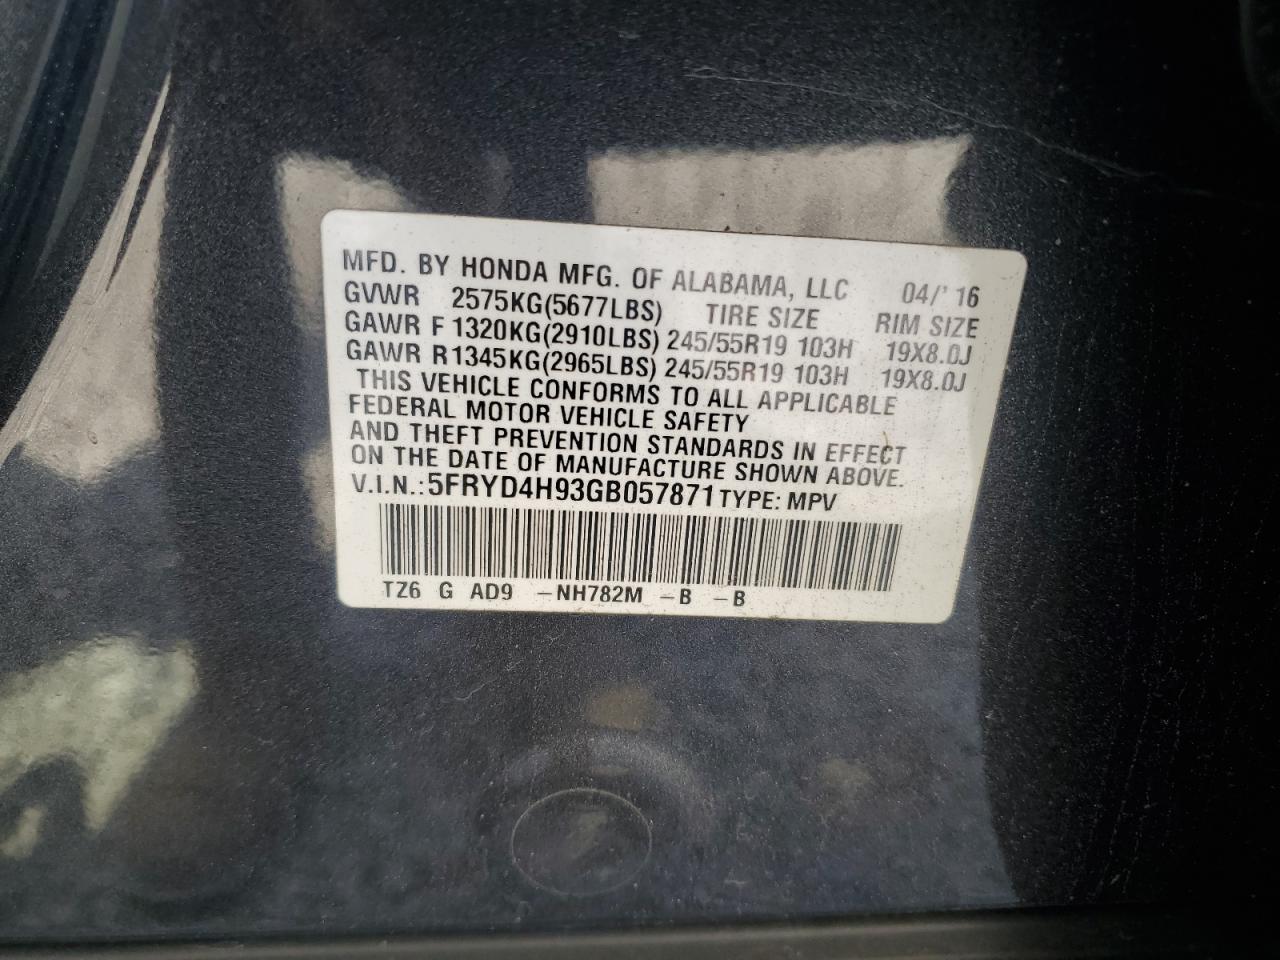 MFD. BY HONDA MFG. OF ALABAMA, LLC 04/'16
GVWR 2575KG(5677LBS) TIRE SIZE RIM SIZE
GAWR F 1320KG(2910LBS) 245/55R19 103H 19X8.0J
GAWR R 1345KG(2965LBS) 245/55R19 103H 19X8.0J
THIS VEHICLE CONFORMS TO ALL APPLICABLE
FEDERAL MOTOR VEHICLE SAFETY
AND THEFT PREVENTION STANDARDS IN EFFECT
ON THE DATE OF MANUFACTURE SHOWN ABOVE.
V.I.N.: 5FRYD4H93GB057871 TYPE: MPV
TZ6 G AD9 -NH782M -B -B